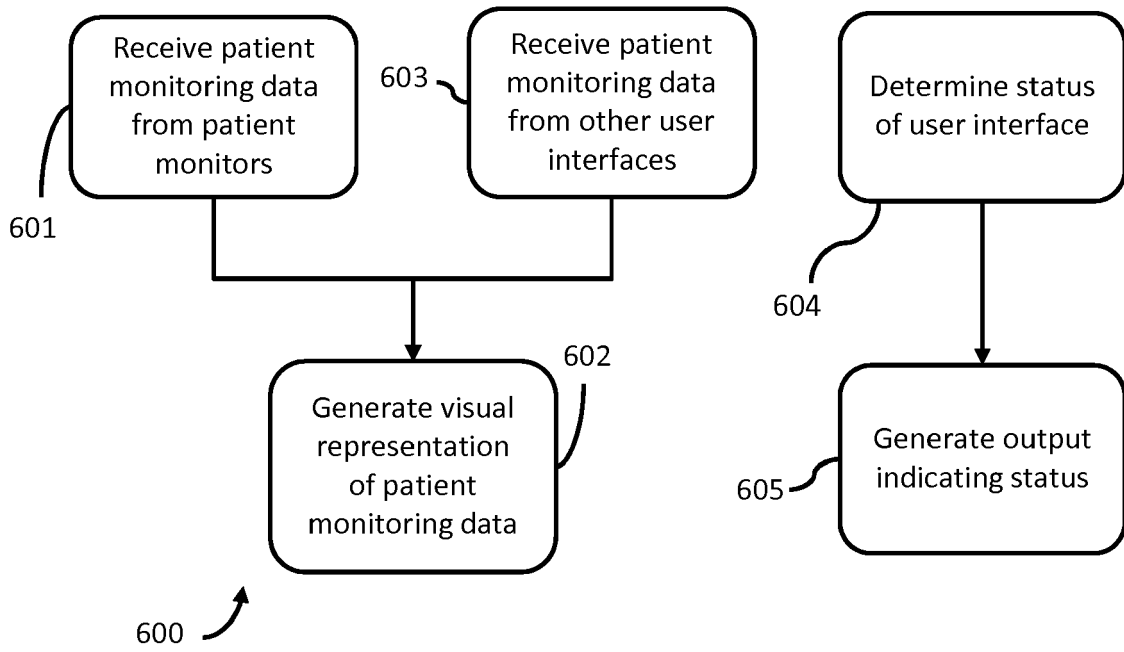 Receive patient
monitoring data
from patient
monitors
601
Receive patient
monitoring data
from other user
interfaces
603
Determine status
of user interface
604
Generate visual
representation
of patient
monitoring data
602
Generate output
indicating status
605
600